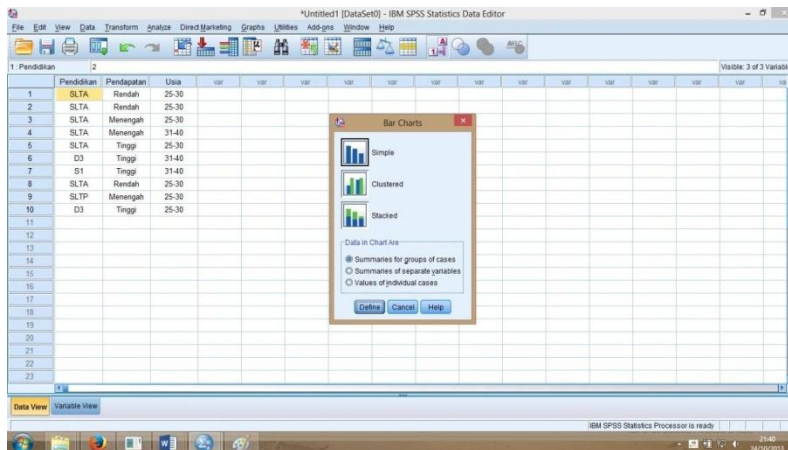 *Untitled1 [DataSet0] - IBM SPSS Statistics Data Editor
File Edit View Data Transform Analyze Direct Marketing Graphs Utilities Add-ons Window Help
1 : Pendidikan 2 Visible: 3 of 3 Variabl
Pendidikan Pendapatan Usia var var var var var var var var var var var va
1 SLTA Rendah 25-30
2 SLTA Rendah 25-30
3 SLTA Menengah 25-30
4 SLTA Menengah 31-40
5 SLTA Tinggi 25-30
6 D3 Tinggi 31-40
7 S1 Tinggi 31-40
8 SLTA Rendah 25-30
9 SLTP Menengah 25-30
10 D3 Tinggi 25-30
11
12
13
14
15
16
17
18
19
20
21
22
23
Bar Charts
Simple
Clustered
Stacked
Data in Chart Are
Summaries for groups of cases
Summaries of separate variables
Values of individual cases
Define Cancel Help
Data View Variable View
IBM SPSS Statistics Processor is ready
21:40
24/10/2013